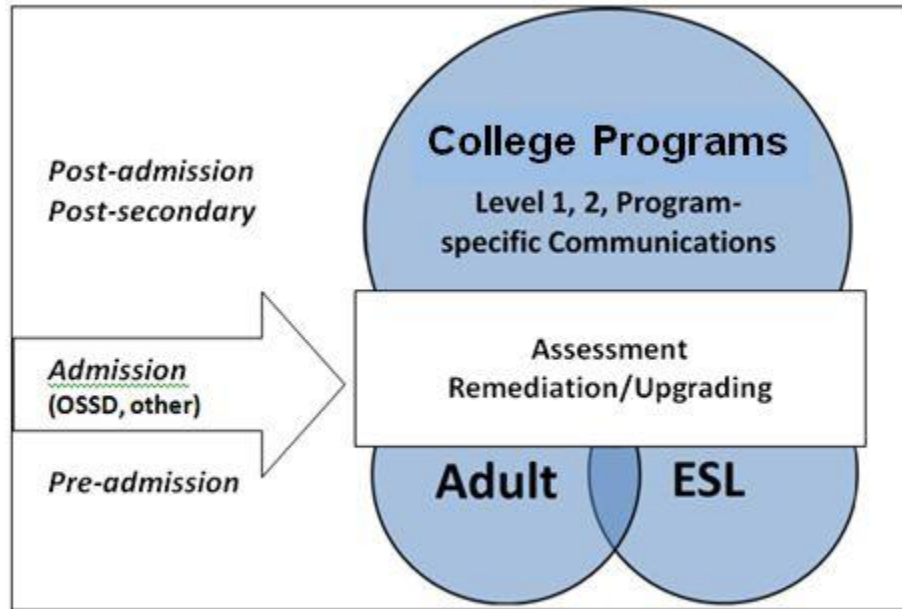 College Programs
Post-admission
Post-secondary
Level 1, 2, Program-
specific Communications
Admission
(OSSD, other)
Assessment
Remediation/Upgrading
Pre-admission
Adult
ESL